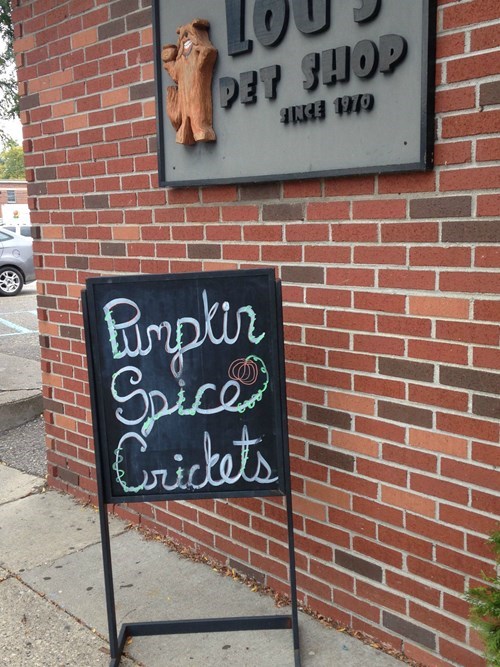 LOU'S
PET SHOP
SINCE 1970
Pumpkin
Spice
Crickets